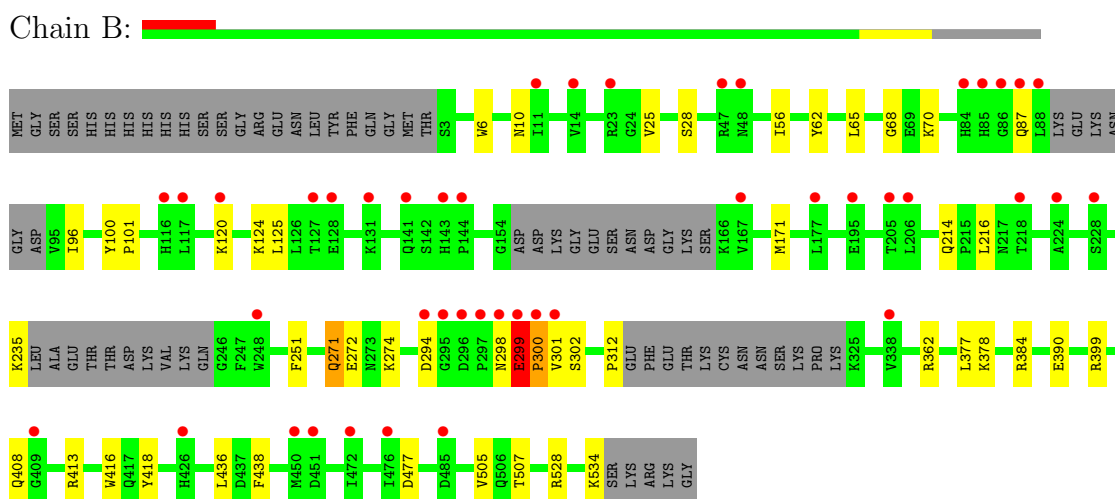 Chain B:
MET GLY SER SER HIS HIS HIS HIS HIS HIS SER SER GLY ARG GLU ASN LEU TYR PHE GLN GLY MET THR S3 W6 N10 I11 V14 R23 G24 V25 S28 R47 N48 I56 Y62 L65 G68 E69 K70 H84 H85 G86 Q87 L88 LYS GLU LYS ASN
GLY ASP V95 I96 Y100 P101 H116 L117 K120 K124 L125 L126 T127 E128 K131 Q141 S142 H143 P144 G154 ASP ASP LYS GLY GLU SER ASN ASP GLY LYS SER K166 V167 M171 L177 E195 T205 L206 Q214 P215 L216 N217 T218 A224 S228
K235 LEU ALA GLU THR THR ASP LYS VAL LYS GLN G246 F247 W248 F251 Q271 E272 N273 K274 D294 G295 D296 P297 N298 E299 P300 V301 S302 P312 GLU PHE GLU THR LYS CYS ASN ASN SER LYS PRO LYS K325 V338 R362 L377 K378 R384 E390 R399
Q408 G409 R413 W416 Q417 Y418 H426 L436 D437 F438 M450 D451 I472 I476 D477 D485 V505 Q506 T507 R528 K534 SER LYS ARG LYS GLY